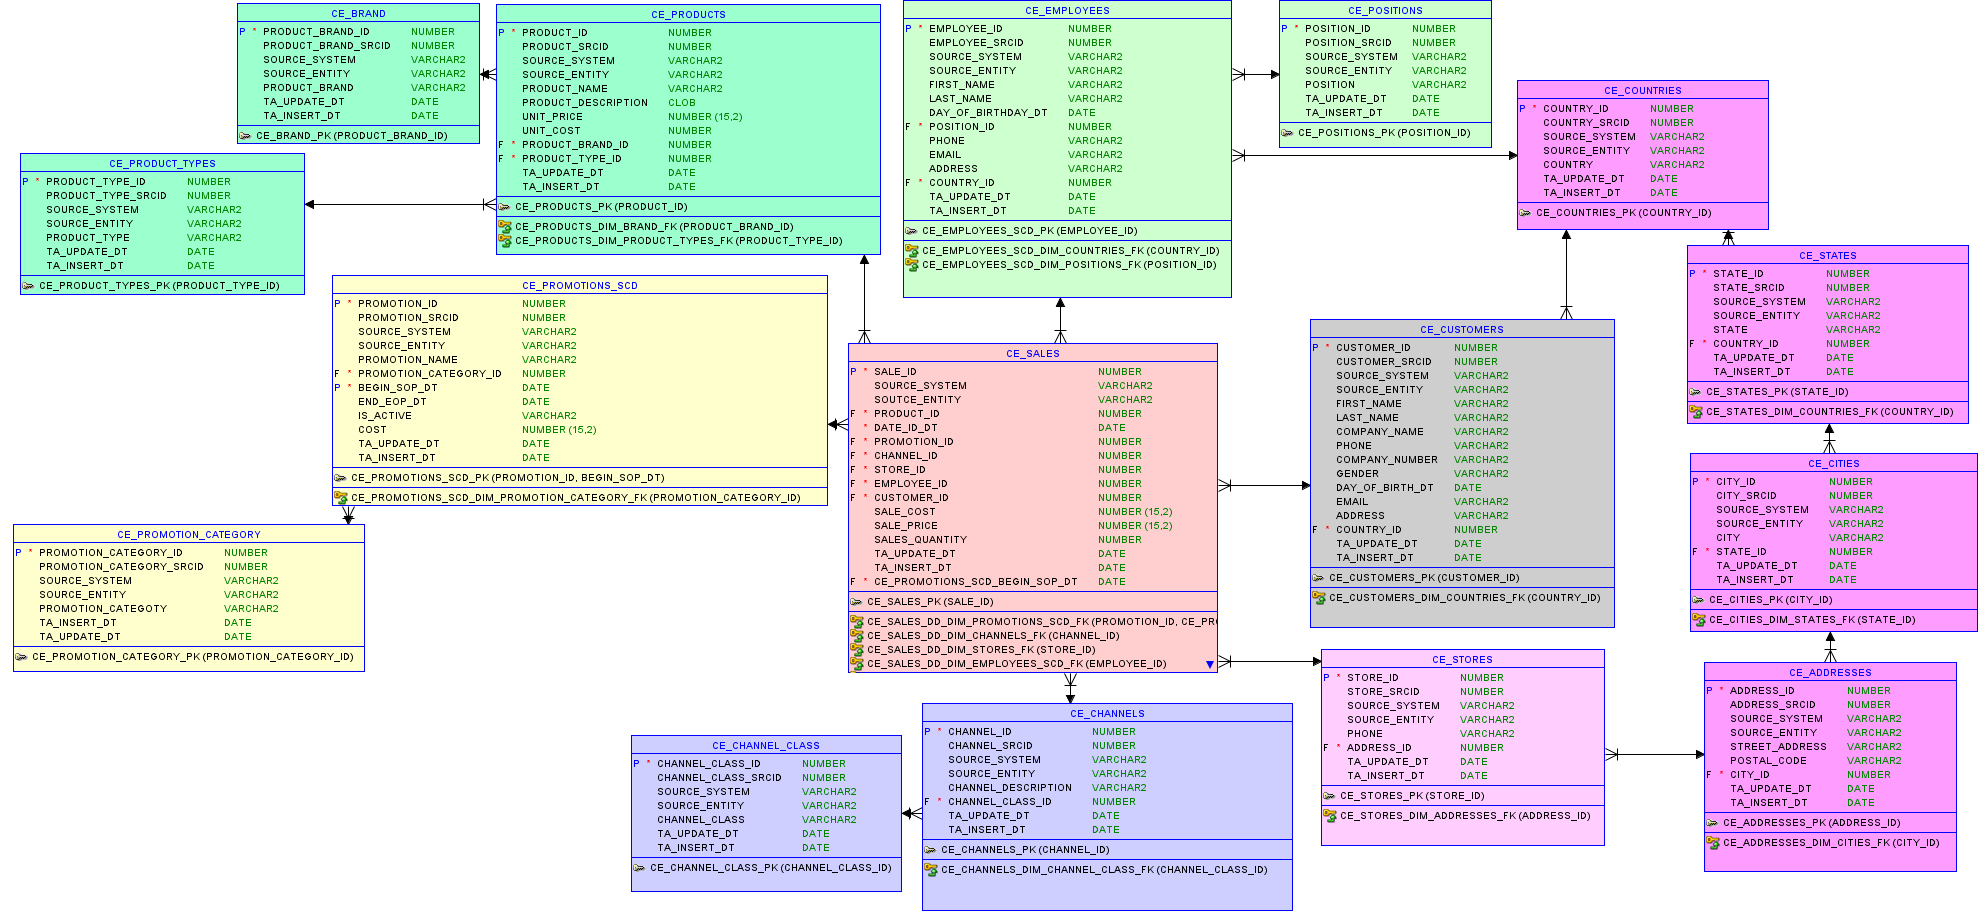 CE_BRAND
P * PRODUCT_BRAND_ID NUMBER
PRODUCT_BRAND_SRCID NUMBER
SOURCE_SYSTEM VARCHAR2
SOURCE_ENTITY VARCHAR2
PRODUCT_BRAND VARCHAR2
TA_UPDATE_DT DATE
TA_INSERT_DT DATE
CE_BRAND_PK (PRODUCT_BRAND_ID)
CE_PRODUCTS
P * PRODUCT_ID NUMBER
PRODUCT_SRCID NUMBER
SOURCE_SYSTEM VARCHAR2
SOURCE_ENTITY VARCHAR2
PRODUCT_NAME VARCHAR2
PRODUCT_DESCRIPTION CLOB
UNIT_PRICE NUMBER (15,2)
UNIT_COST NUMBER
F * PRODUCT_BRAND_ID NUMBER
F * PRODUCT_TYPE_ID NUMBER
TA_UPDATE_DT DATE
TA_INSERT_DT DATE
CE_PRODUCTS_PK (PRODUCT_ID)
CE_PRODUCTS_DIM_BRAND_FK (PRODUCT_BRAND_ID)
CE_PRODUCTS_DIM_PRODUCT_TYPES_FK (PRODUCT_TYPE_ID)
CE_EMPLOYEES
P * EMPLOYEE_ID NUMBER
EMPLOYEE_SRCID NUMBER
SOURCE_SYSTEM VARCHAR2
SOURCE_ENTITY VARCHAR2
FIRST_NAME VARCHAR2
LAST_NAME VARCHAR2
DAY_OF_BIRTHDAY_DT DATE
F * POSITION_ID NUMBER
PHONE VARCHAR2
EMAIL VARCHAR2
ADDRESS VARCHAR2
F * COUNTRY_ID NUMBER
TA_UPDATE_DT DATE
TA_INSERT_DT DATE
CE_EMPLOYEES_SCD_PK (EMPLOYEE_ID)
CE_EMPLOYEES_SCD_DIM_COUNTRIES_FK (COUNTRY_ID)
CE_EMPLOYEES_SCD_DIM_POSITIONS_FK (POSITION_ID)
CE_POSITIONS
P * POSITION_ID NUMBER
POSITION_SRCID NUMBER
SOURCE_SYSTEM VARCHAR2
SOURCE_ENTITY VARCHAR2
POSITION VARCHAR2
TA_UPDATE_DT DATE
TA_INSERT_DT DATE
CE_POSITIONS_PK (POSITION_ID)
CE_COUNTRIES
P * COUNTRY_ID NUMBER
COUNTRY_SRCID NUMBER
SOURCE_SYSTEM VARCHAR2
SOURCE_ENTITY VARCHAR2
COUNTRY VARCHAR2
TA_UPDATE_DT DATE
TA_INSERT_DT DATE
CE_COUNTRIES_PK (COUNTRY_ID)
CE_PRODUCT_TYPES
P * PRODUCT_TYPE_ID NUMBER
PRODUCT_TYPE_SRCID NUMBER
SOURCE_SYSTEM VARCHAR2
SOURCE_ENTITY VARCHAR2
PRODUCT_TYPE VARCHAR2
TA_UPDATE_DT DATE
TA_INSERT_DT DATE
CE_PRODUCT_TYPES_PK (PRODUCT_TYPE_ID)
CE_PROMOTIONS_SCD
P * PROMOTION_ID NUMBER
PROMOTION_SRCID NUMBER
SOURCE_SYSTEM VARCHAR2
SOURCE_ENTITY VARCHAR2
PROMOTION_NAME VARCHAR2
F * PROMOTION_CATEGORY_ID NUMBER
P * BEGIN_SOP_DT DATE
END_EOP_DT DATE
IS_ACTIVE VARCHAR2
COST NUMBER (15,2)
TA_UPDATE_DT DATE
TA_INSERT_DT DATE
CE_PROMOTIONS_SCD_PK (PROMOTION_ID, BEGIN_SOP_DT)
CE_PROMOTIONS_SCD_DIM_PROMOTION_CATEGORY_FK (PROMOTION_CATEGORY_ID)
CE_STATES
P * STATE_ID NUMBER
STATE_SRCID NUMBER
SOURCE_SYSTEM VARCHAR2
SOURCE_ENTITY VARCHAR2
STATE VARCHAR2
F * COUNTRY_ID NUMBER
TA_UPDATE_DT DATE
TA_INSERT_DT DATE
CE_STATES_PK (STATE_ID)
CE_STATES_DIM_COUNTRIES_FK (COUNTRY_ID)
CE_SALES
P * SALE_ID NUMBER
SOURCE_SYSTEM VARCHAR2
SOUTCE_ENTITY VARCHAR2
F * PRODUCT_ID NUMBER
* DATE_ID_DT DATE
F * PROMOTION_ID NUMBER
F * CHANNEL_ID NUMBER
F * STORE_ID NUMBER
F * EMPLOYEE_ID NUMBER
F * CUSTOMER_ID NUMBER
SALE_COST NUMBER (15,2)
SALE_PRICE NUMBER (15,2)
SALES_QUANTITY NUMBER
TA_UPDATE_DT DATE
TA_INSERT_DT DATE
F * CE_PROMOTIONS_SCD_BEGIN_SOP_DT DATE
CE_SALES_PK (SALE_ID)
CE_SALES_DD_DIM_PROMOTIONS_SCD_FK (PROMOTION_ID, CE_PRO
CE_SALES_DD_DIM_CHANNELS_FK (CHANNEL_ID)
CE_SALES_DD_DIM_STORES_FK (STORE_ID)
CE_SALES_DD_DIM_EMPLOYEES_SCD_FK (EMPLOYEE_ID)
CE_CUSTOMERS
P * CUSTOMER_ID NUMBER
CUSTOMER_SRCID NUMBER
SOURCE_SYSTEM VARCHAR2
SOURCE_ENTITY VARCHAR2
FIRST_NAME VARCHAR2
LAST_NAME VARCHAR2
COMPANY_NAME VARCHAR2
PHONE VARCHAR2
COMPANY_NUMBER VARCHAR2
GENDER VARCHAR2
DAY_OF_BIRTH_DT DATE
EMAIL VARCHAR2
ADDRESS VARCHAR2
F * COUNTRY_ID NUMBER
TA_UPDATE_DT DATE
TA_INSERT_DT DATE
CE_CUSTOMERS_PK (CUSTOMER_ID)
CE_CUSTOMERS_DIM_COUNTRIES_FK (COUNTRY_ID)
CE_CITIES
P * CITY_ID NUMBER
CITY_SRCID NUMBER
SOURCE_SYSTEM VARCHAR2
SOURCE_ENTITY VARCHAR2
CITY VARCHAR2
F * STATE_ID NUMBER
TA_UPDATE_DT DATE
TA_INSERT_DT DATE
CE_CITIES_PK (CITY_ID)
CE_CITIES_DIM_STATES_FK (STATE_ID)
CE_PROMOTION_CATEGORY
P * PROMOTION_CATEGORY_ID NUMBER
PROMOTION_CATEGORY_SRCID NUMBER
SOURCE_SYSTEM VARCHAR2
SOURCE_ENTITY VARCHAR2
PROMOTION_CATEGOTY VARCHAR2
TA_INSERT_DT DATE
TA_UPDATE_DT DATE
CE_PROMOTION_CATEGORY_PK (PROMOTION_CATEGORY_ID)
CE_STORES
P * STORE_ID NUMBER
STORE_SRCID NUMBER
SOURCE_SYSTEM VARCHAR2
SOURCE_ENTITY VARCHAR2
PHONE VARCHAR2
F * ADDRESS_ID NUMBER
TA_UPDATE_DT DATE
TA_INSERT_DT DATE
CE_STORES_PK (STORE_ID)
CE_STORES_DIM_ADDRESSES_FK (ADDRESS_ID)
CE_ADDRESSES
P * ADDRESS_ID NUMBER
ADDRESS_SRCID NUMBER
SOURCE_SYSTEM VARCHAR2
SOURCE_ENTITY VARCHAR2
STREET_ADDRESS VARCHAR2
POSTAL_CODE VARCHAR2
F * CITY_ID NUMBER
TA_UPDATE_DT DATE
TA_INSERT_DT DATE
CE_ADDRESSES_PK (ADDRESS_ID)
CE_ADDRESSES_DIM_CITIES_FK (CITY_ID)
CE_CHANNEL_CLASS
P * CHANNEL_CLASS_ID NUMBER
CHANNEL_CLASS_SRCID NUMBER
SOURCE_SYSTEM VARCHAR2
SOURCE_ENTITY VARCHAR2
CHANNEL_CLASS VARCHAR2
TA_UPDATE_DT DATE
TA_INSERT_DT DATE
CE_CHANNEL_CLASS_PK (CHANNEL_CLASS_ID)
CE_CHANNELS
P * CHANNEL_ID NUMBER
CHANNEL_SRCID NUMBER
SOURCE_SYSTEM VARCHAR2
SOURCE_ENTITY VARCHAR2
CHANNEL_DESCRIPTION VARCHAR2
F * CHANNEL_CLASS_ID NUMBER
TA_UPDATE_DT DATE
TA_INSERT_DT DATE
CE_CHANNELS_PK (CHANNEL_ID)
CE_CHANNELS_DIM_CHANNEL_CLASS_FK (CHANNEL_CLASS_ID)